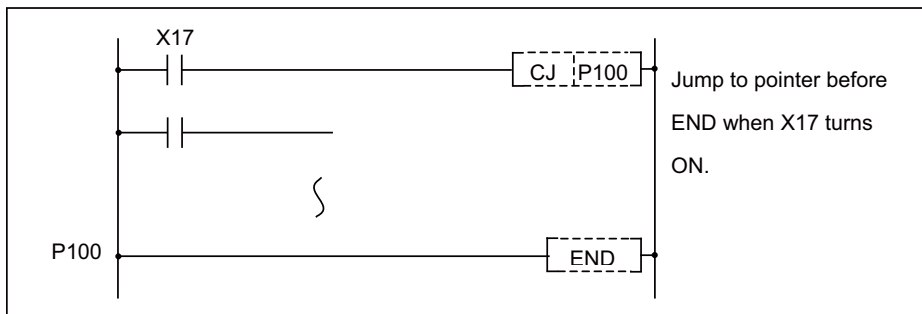 X17
CJ P100
Jump to pointer before
END when X17 turns
ON.
P100
END